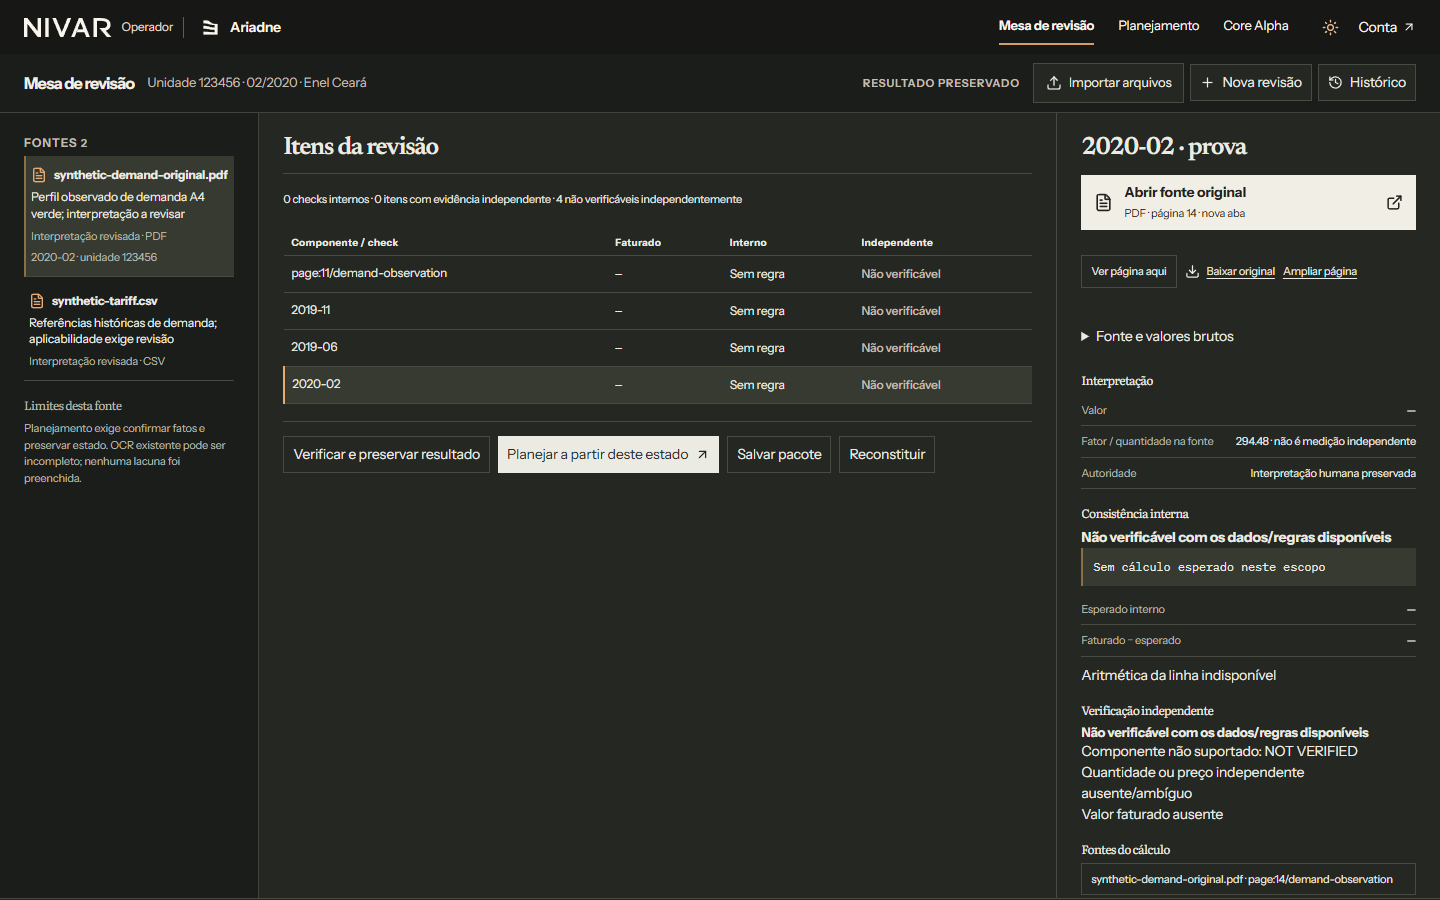 NIVAR Operador Ariadne
Mesa de revisão Planejamento Core Alpha Conta
Mesa de revisão Unidade 123456 · 02/2020 · Enel Ceará
RESULTADO PRESERVADO Importar arquivos Nova revisão Histórico
FONTES 2
synthetic-demand-original.pdf
Perfil observado de demanda A4
verde; interpretação a revisar
Interpretação revisada · PDF
2020-02 · unidade 123456
synthetic-tariff.csv
Referências históricas de demanda;
aplicabilidade exige revisão
Interpretação revisada · CSV
Limites desta fonte
Planejamento exige confirmar fatos e
preservar estado. OCR existente pode ser
incompleto; nenhuma lacuna foi
preenchida.
Itens da revisão
0 checks internos · 0 itens com evidência independente · 4 não verificáveis independentemente
Componente / check Faturado Interno Independente
page:11/demand-observation – Sem regra Não verificável
2019-11 – Sem regra Não verificável
2019-06 – Sem regra Não verificável
2020-02 – Sem regra Não verificável
Verificar e preservar resultado Planejar a partir deste estado Salvar pacote Reconstituir
2020-02 · prova
Abrir fonte original
PDF · página 14 · nova aba
Ver página aqui Baixar original Ampliar página
Fonte e valores brutos
Interpretação
Valor –
Fator / quantidade na fonte 294.48 · não é medição independente
Autoridade Interpretação humana preservada
Consistência interna
Não verificável com os dados/regras disponíveis
Sem cálculo esperado neste escopo
Esperado interno –
Faturado − esperado –
Aritmética da linha indisponível
Verificação independente
Não verificável com os dados/regras disponíveis
Componente não suportado: NOT VERIFIED
Quantidade ou preço independente
ausente/ambíguo
Valor faturado ausente
Fontes do cálculo
synthetic-demand-original.pdf · page:14/demand-observation